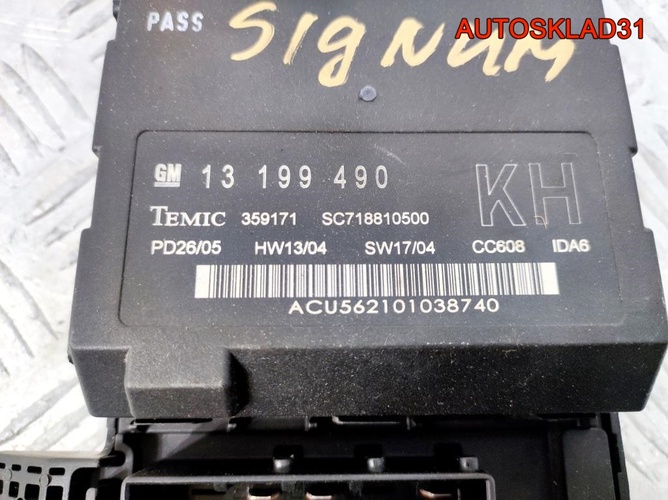 AUTOSKLAD31
PASS
SIGNUM
GM 13 199 490 KH
TEMIC 359171 SC718810500
PD26/05 HW13/04 SW17/04 CC608 IDA6
ACU562101038740